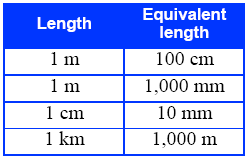 Length Equivalent length
1 m 100 cm
1 m 1,000 mm
1 cm 10 mm
1 km 1,000 m